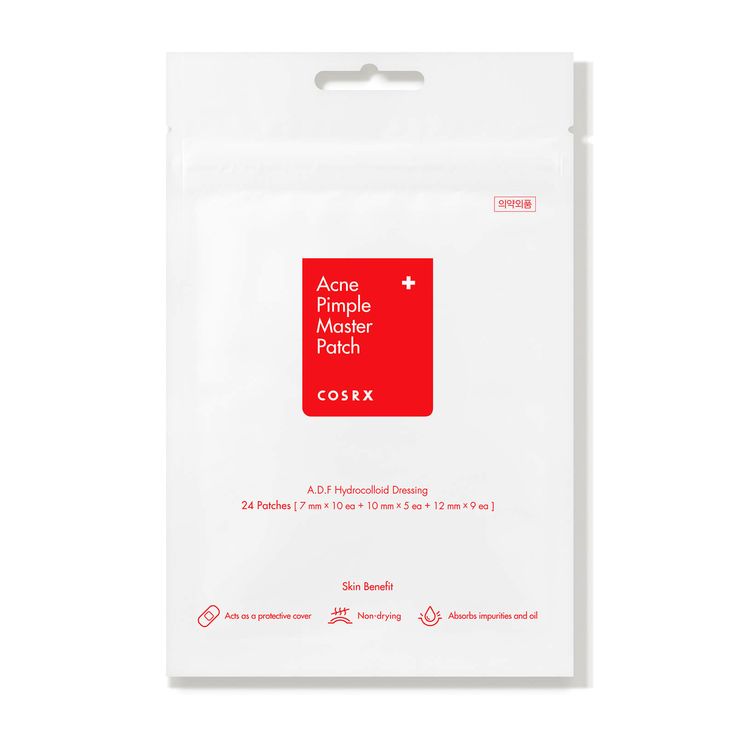 의약외품
Acne
Pimple
Master
Patch
COSRX
A.D.F Hydrocolloid Dressing
24 Patches [ 7 mm × 10 ea + 10 mm × 5 ea + 12 mm × 9 ea ]
Skin Benefit
Acts as a protective cover
Non-drying
Absorbs impurities and oil